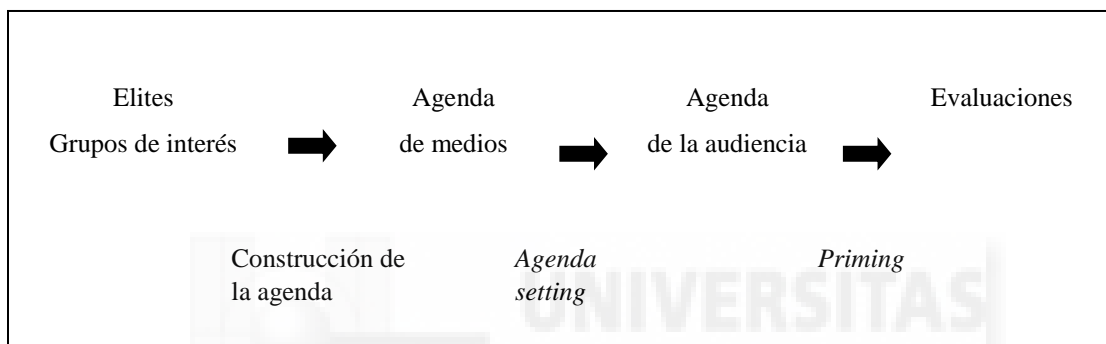 Elites Agenda Agenda Evaluaciones
Grupos de interés de medios de la audiencia
Construcción de Agenda Priming
la agenda setting
UNIVERSITAS